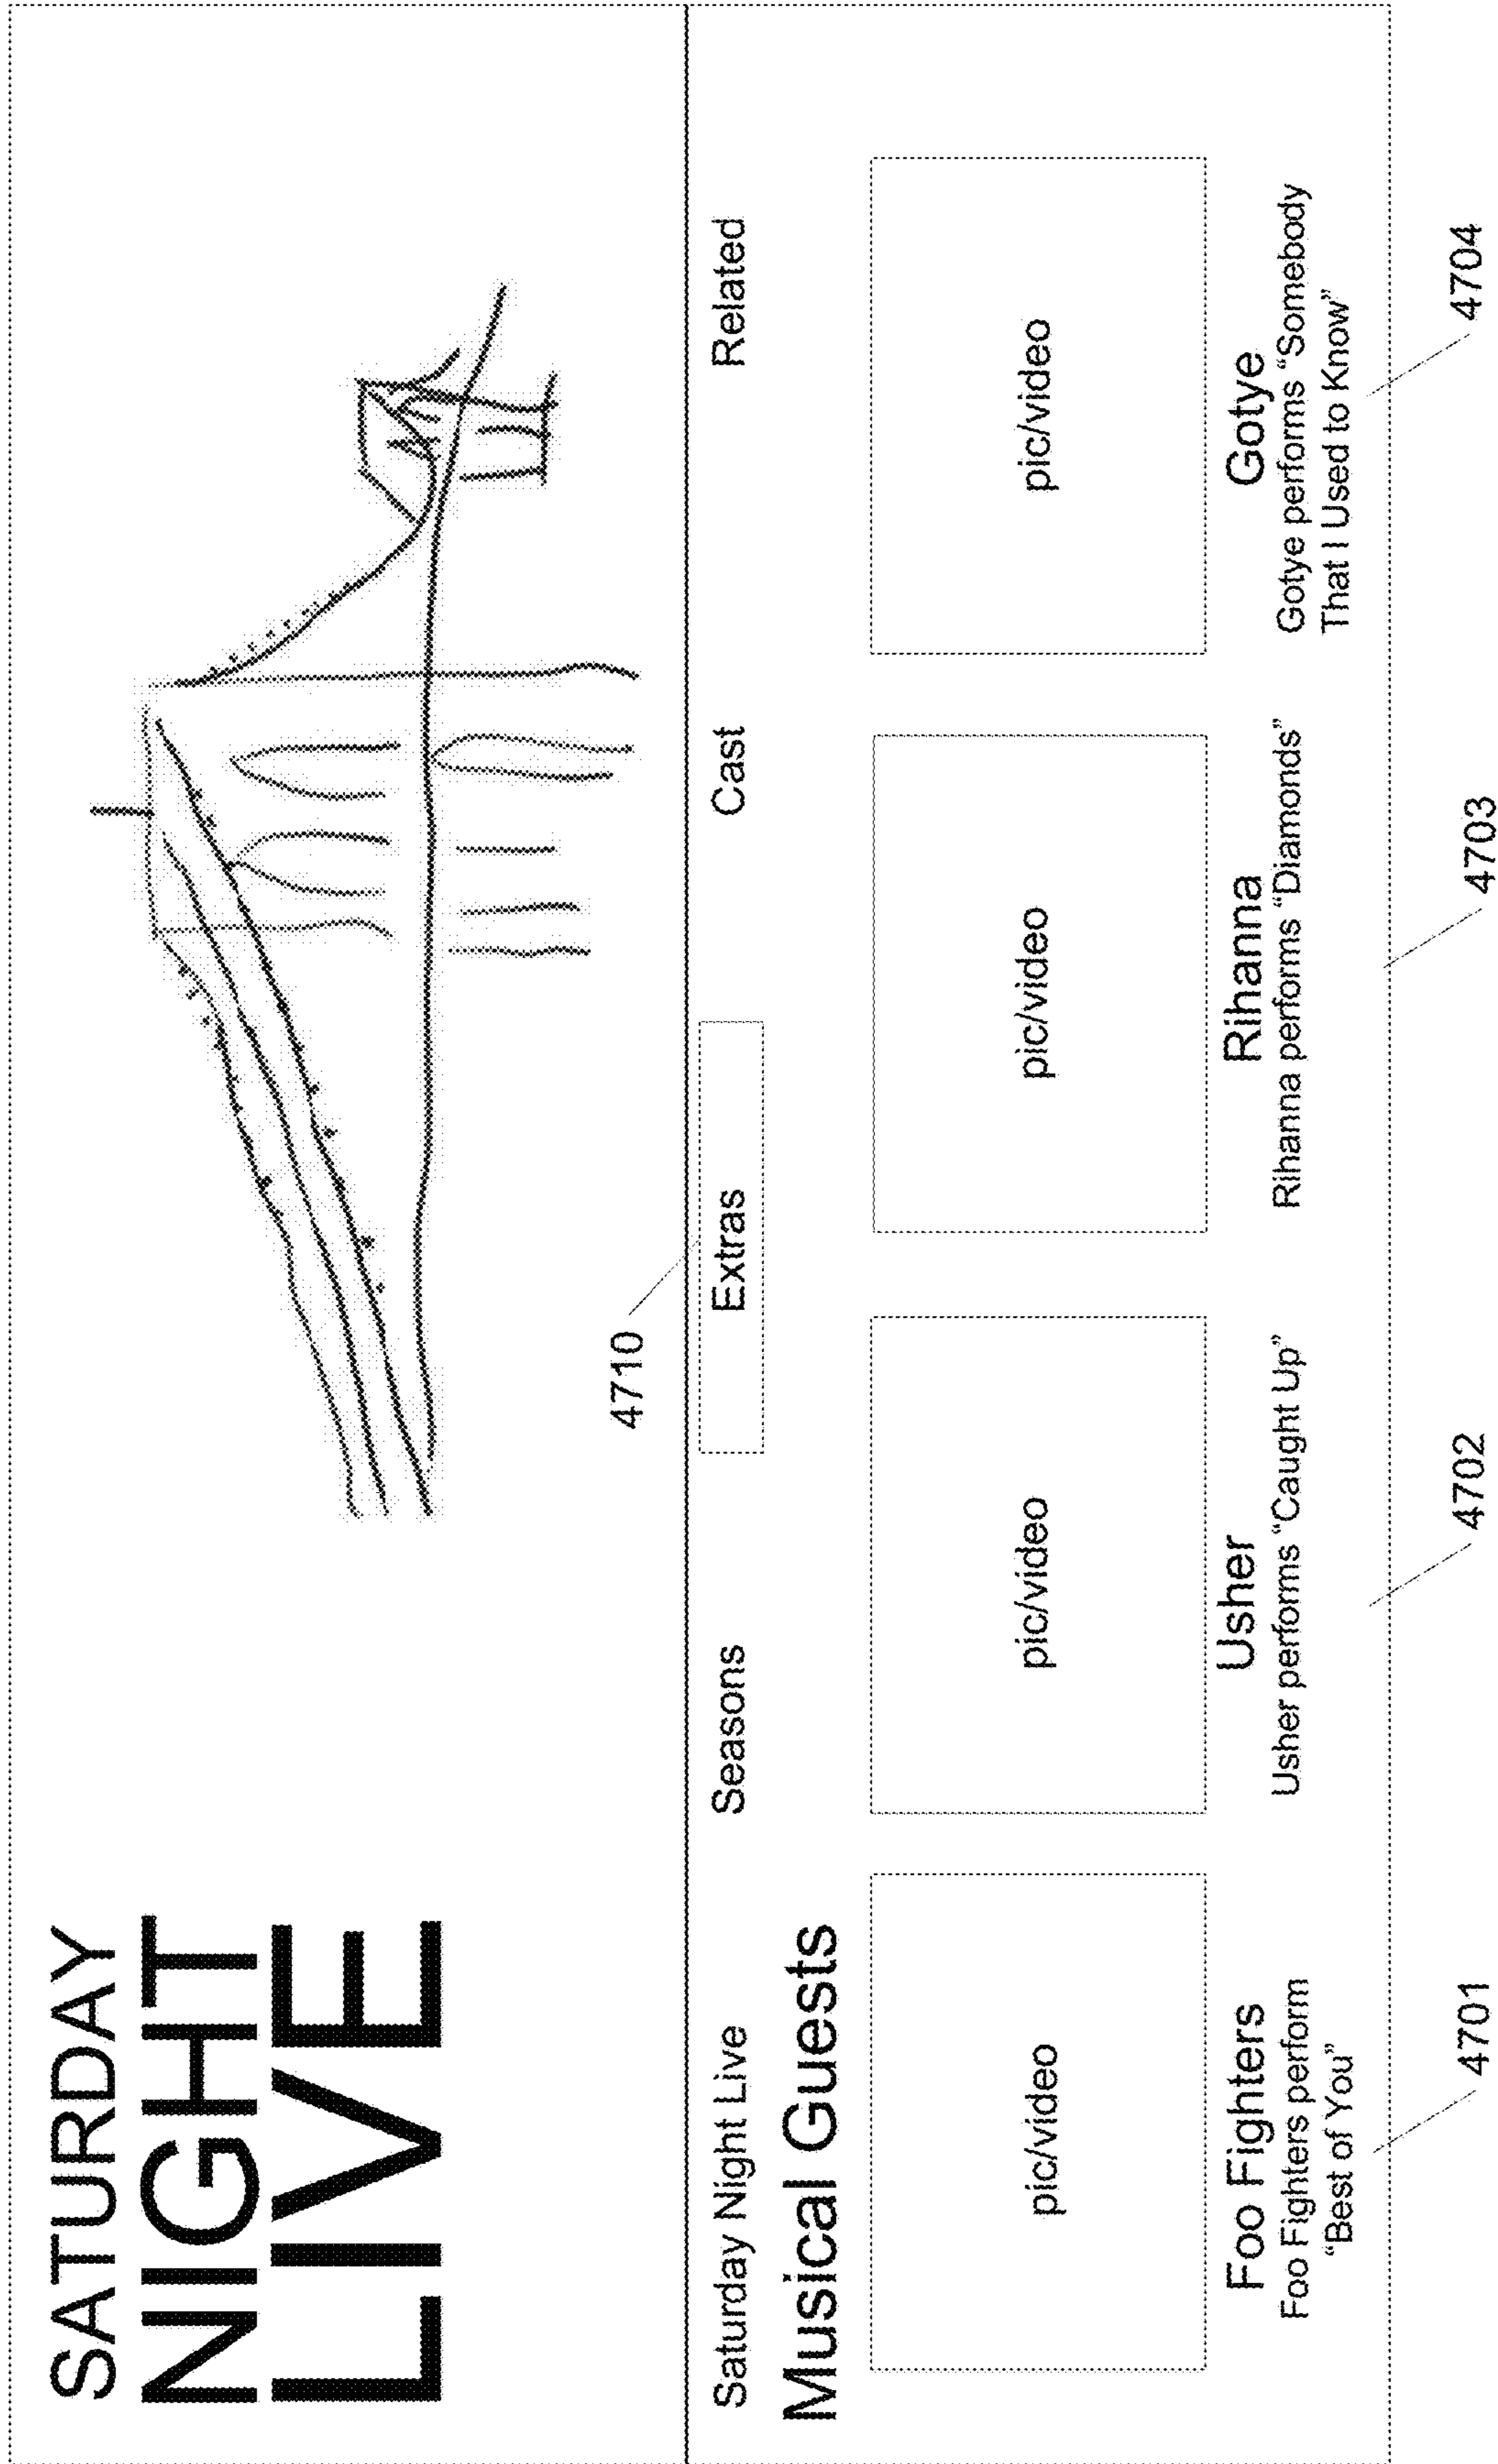 SATURDAY
NIGHT
LIVE
4710
Saturday Night Live
Seasons
Extras
Cast
Related
Musical Guests
pic/video
pic/video
pic/video
pic/video
Foo Fighters
Foo Fighters perform
“Best of You”
Usher
Usher performs “Caught Up”
Rihanna
Rihanna performs “Diamonds”
Gotye
Gotye performs “Somebody
That I Used to Know”
4701
4702
4703
4704